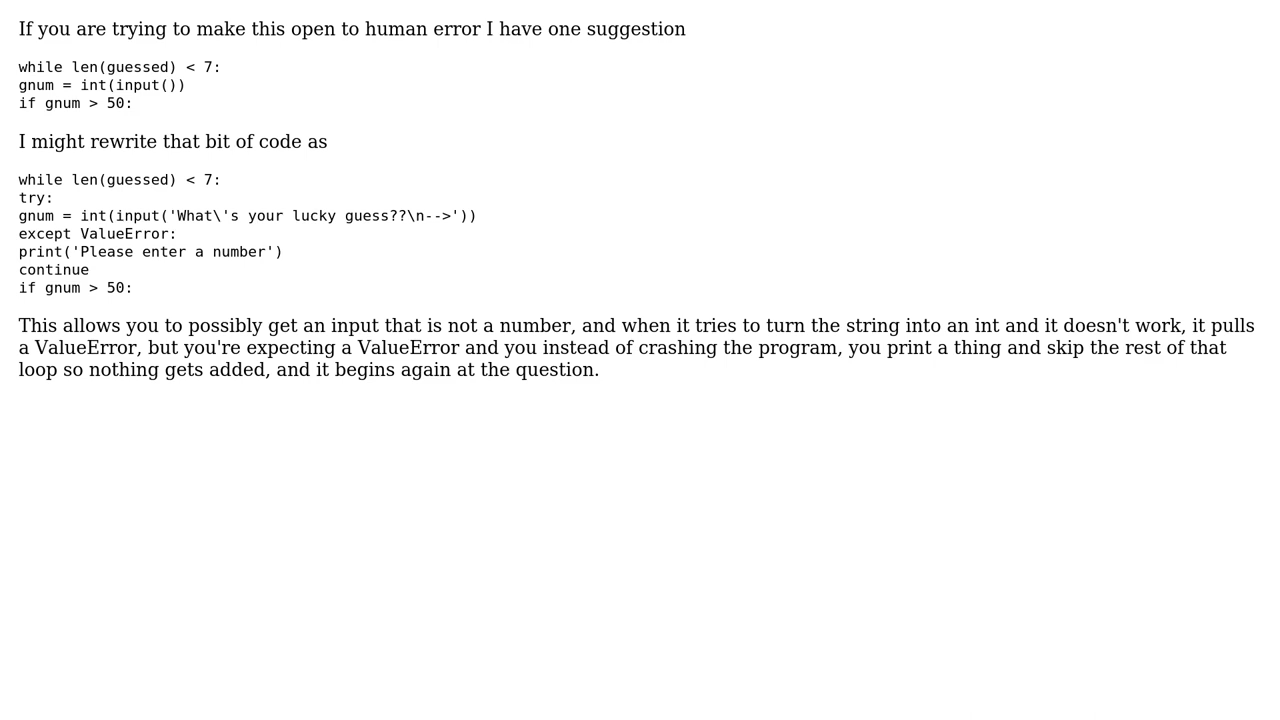 If you are trying to make this open to human error I have one suggestion
while len(guessed) < 7:
gnum = int(input())
if gnum > 50:
I might rewrite that bit of code as
while len(guessed) < 7:
try:
gnum = int(input('What\'s your lucky guess??\n-->'))
except ValueError:
print('Please enter a number')
continue
if gnum > 50:
This allows you to possibly get an input that is not a number, and when it tries to turn the string into an int and it doesn't work, it pulls
a ValueError, but you're expecting a ValueError and you instead of crashing the program, you print a thing and skip the rest of that
loop so nothing gets added, and it begins again at the question.